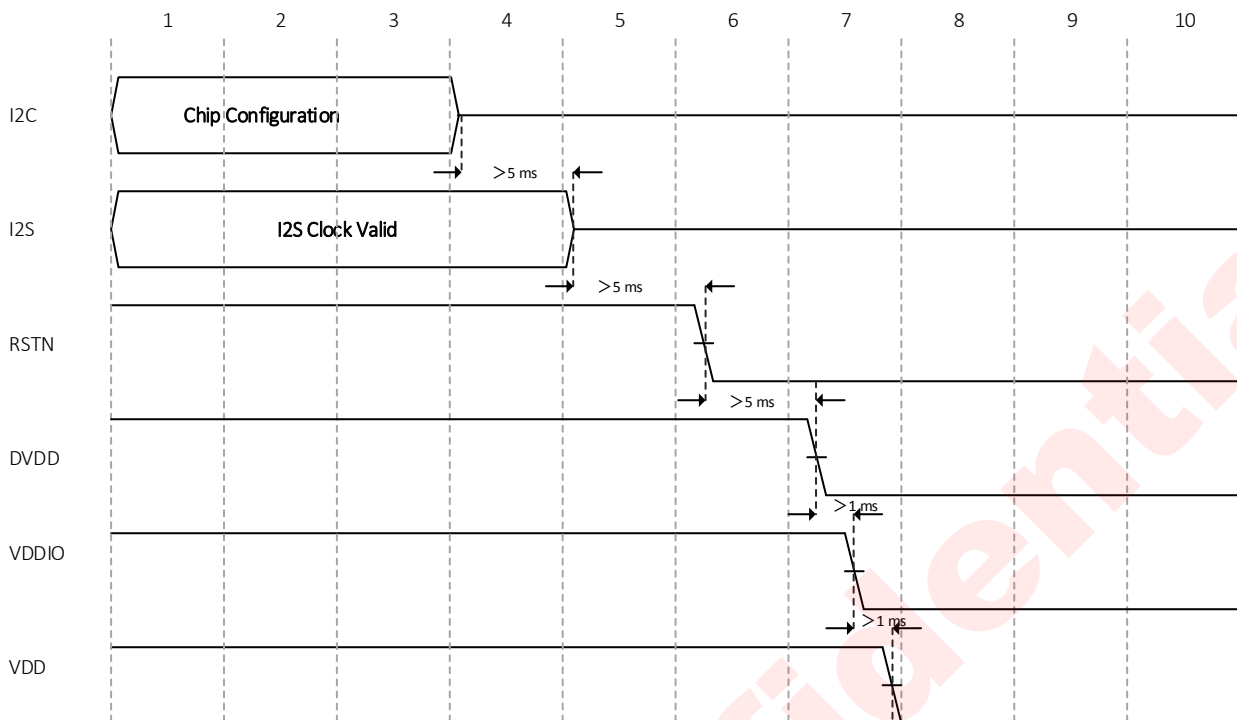 1 2 3 4 5 6 7 8 9 10
I2C Chip Configuration
>5 ms
I2S I2S Clock Valid
>5 ms
RSTN
>5 ms
DVDD
>1 ms
VDDIO
>1 ms
VDD